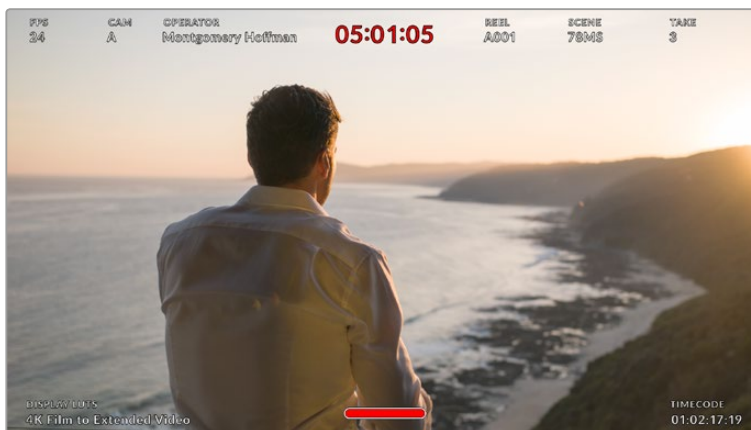 FPS CAM OPERATOR 05:01:05 REEL SCENE TAKE
24 A Montgomery Hoffman A001 78MS 3
DISPLAY LUTS TIMECODE
4K Film to Extended Video 01:02:17:19